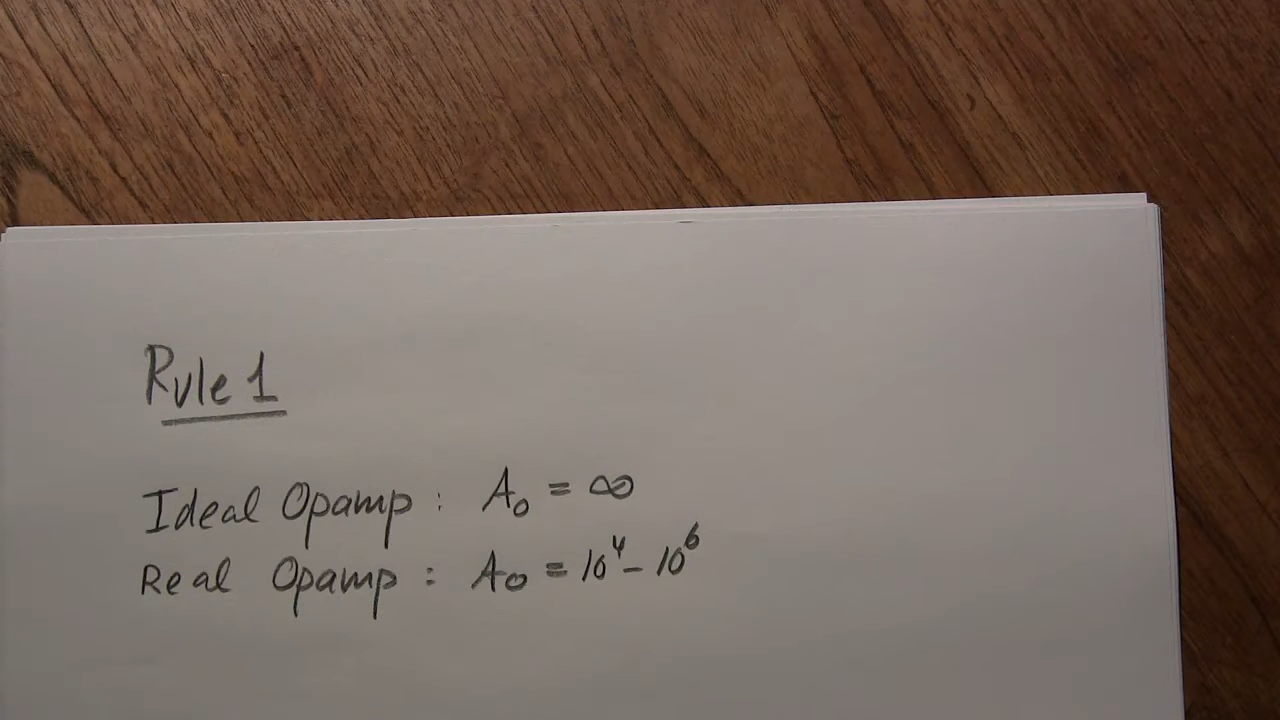 Rule 1
Ideal Opamp : A₀ = ∞
Real Opamp : A₀ = 10⁴ – 10⁶